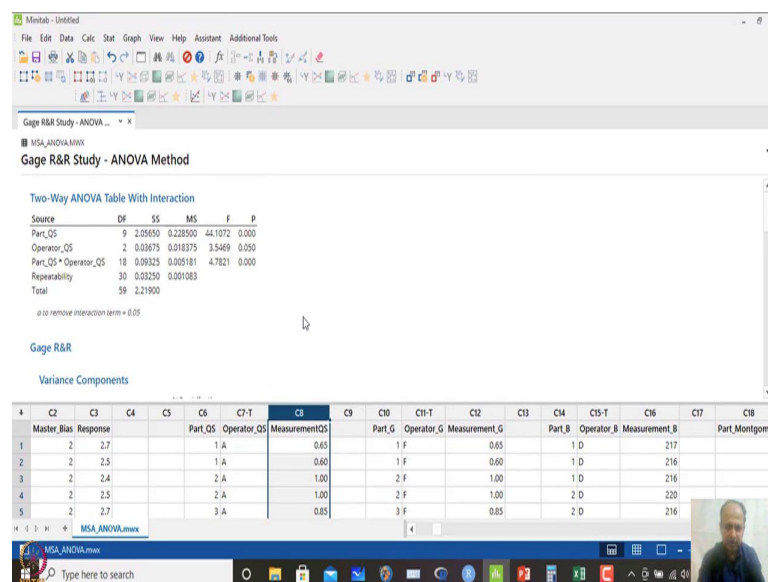 Minitab - Untitled
File Edit Data Calc Stat Graph View Help Assistant Additional Tools
Gage R&R Study - ANOVA ...
MSA_ANOVA.MWX
Gage R&R Study - ANOVA Method
Two-Way ANOVA Table With Interaction
Source DF SS MS F P
Part_QS 9 2.05650 0.228500 44.1072 0.000
Operator_QS 2 0.03675 0.018375 3.5469 0.050
Part_QS * Operator_QS 18 0.09325 0.005181 4.7821 0.000
Repeatability 30 0.03250 0.001083
Total 59 2.21900
α to remove interaction term = 0.05
Gage R&R
Variance Components
C2 C3 C4 C5 C6 C7-T C8 C9 C10 C11-T C12 C13 C14 C15-T C16 C17 C18
Master_Bias Response Part_QS Operator_QS MeasurementQS Part_G Operator_G Measurement_G Part_B Operator_B Measurement_B Part_Montgom
1 2 2.7 1 A 0.65 1 F 0.65 1 D 217
2 2 2.5 1 A 0.60 1 F 0.60 1 D 216
3 2 2.4 2 A 1.00 2 F 1.00 2 D 216
4 2 2.5 2 A 1.00 2 F 1.00 2 D 220
5 2 2.7 3 A 0.85 3 F 0.85 3 D 216
MSA_ANOVA.mwx
MSA_ANOVA.mwx
Type here to search